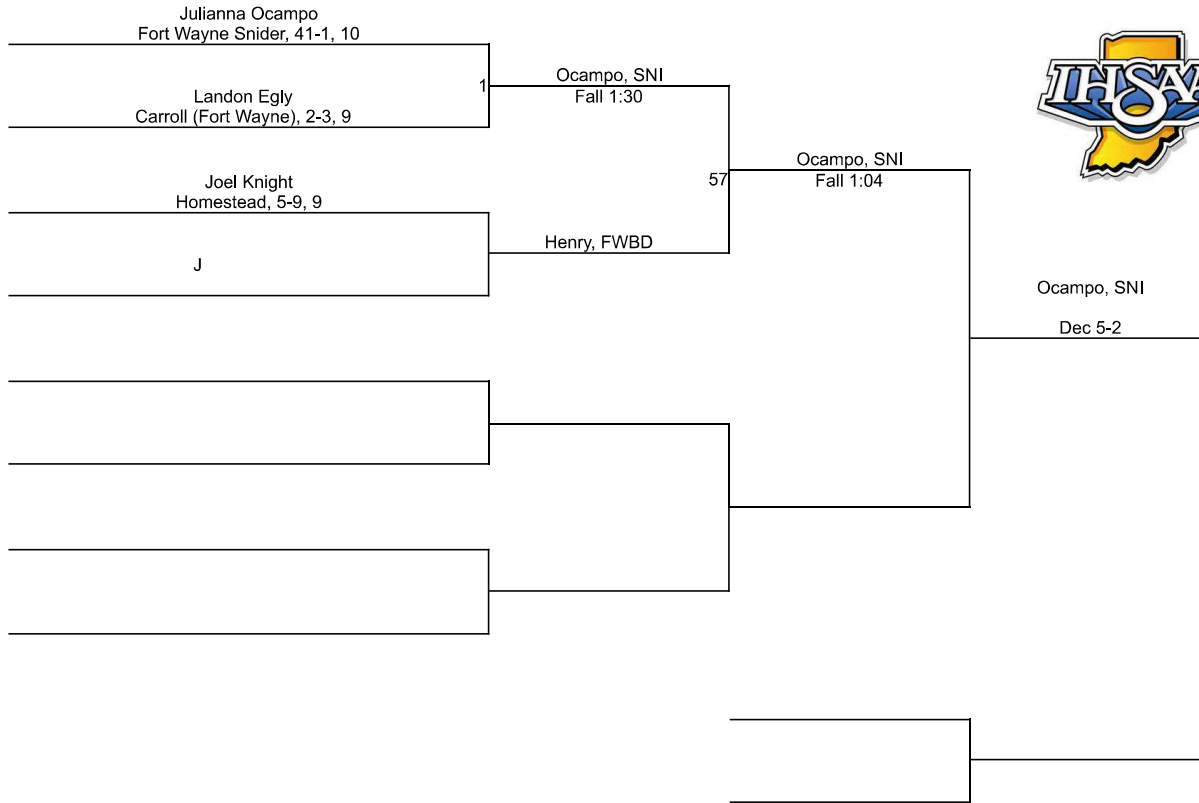 Julianna Ocampo
Fort Wayne Snider, 41-1, 10
1
Landon Egly
Carroll (Fort Wayne), 2-3, 9
Ocampo, SNI
Fall 1:30
Joel Knight
Homestead, 5-9, 9
J
Henry, FWBD
57
Ocampo, SNI
Fall 1:04
Ocampo, SNI
Dec 5-2
IHSAA